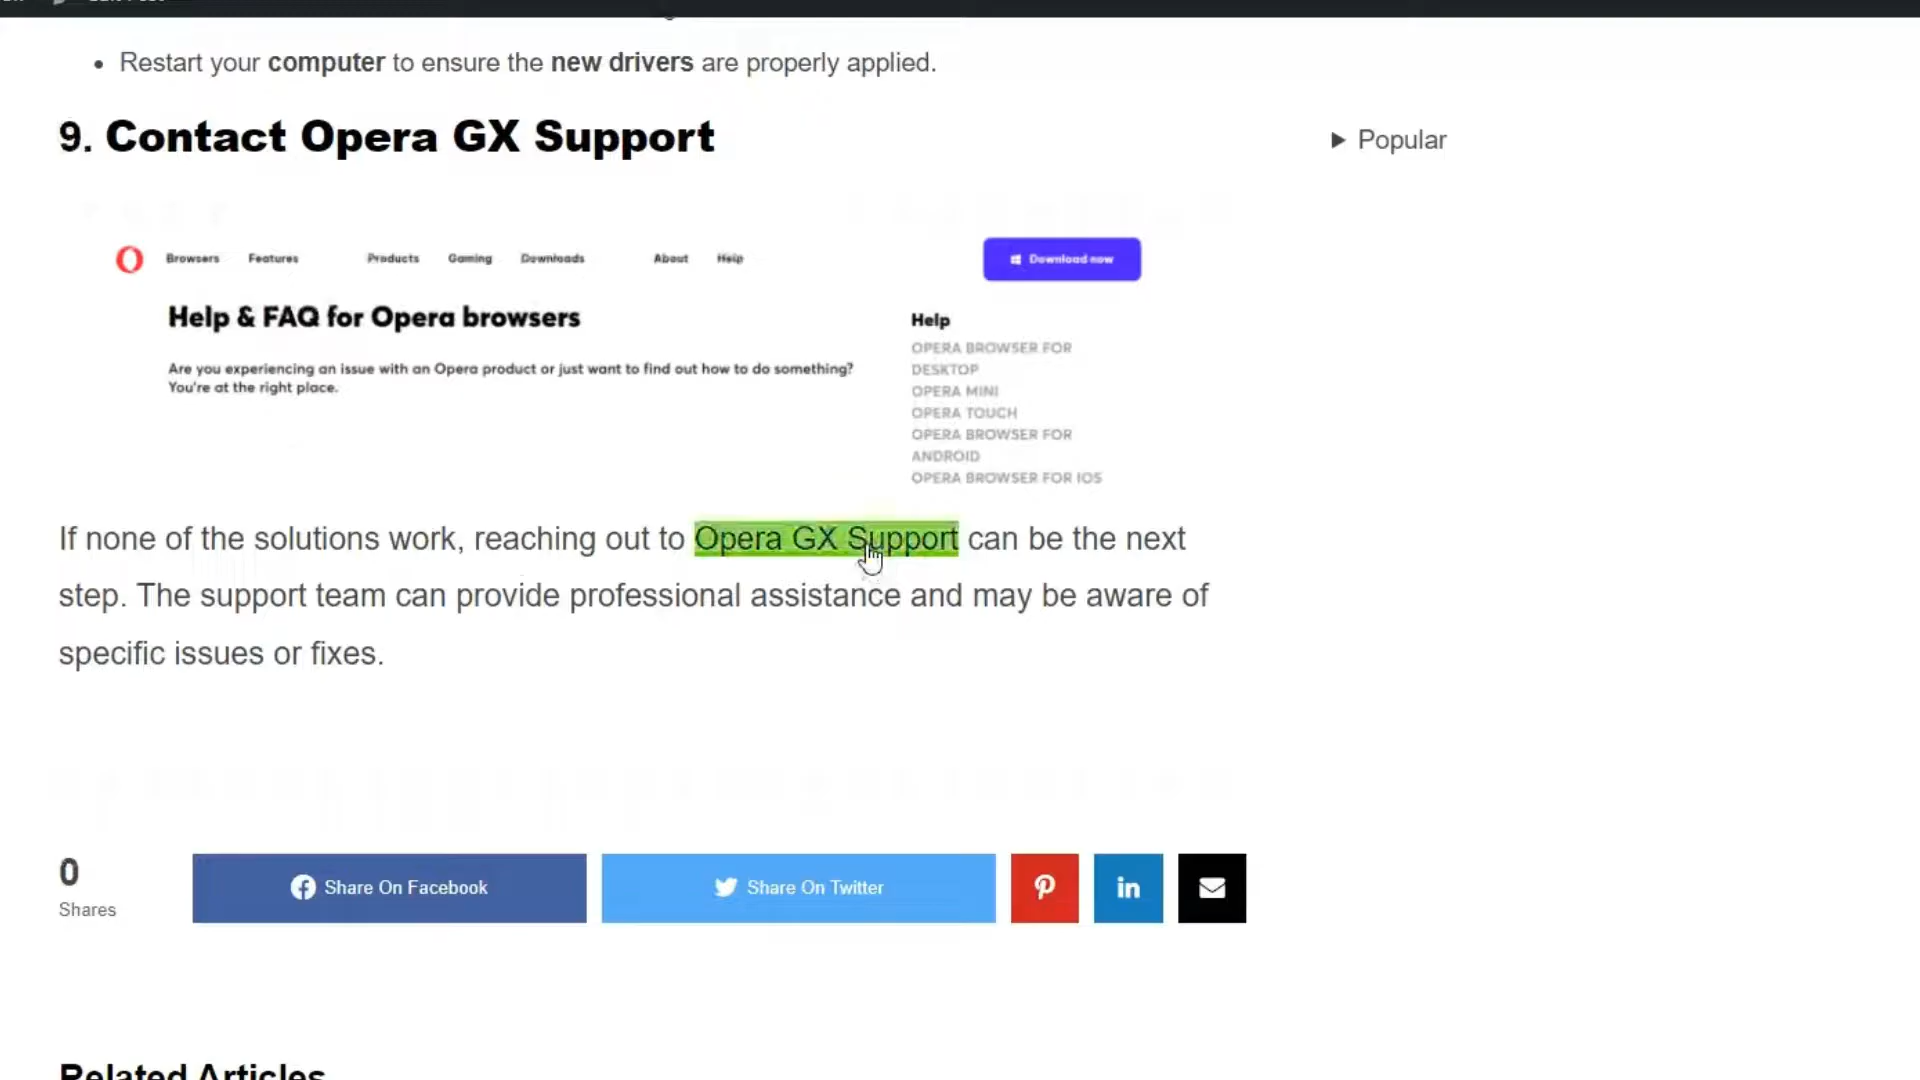 Restart your computer to ensure the new drivers are properly applied.
9. Contact Opera GX Support
Popular
Browsers Features Products Gaming Downloads About Help
Download now
Help & FAQ for Opera browsers
Are you experiencing an issue with an Opera product or just want to find out how to do something?
You're at the right place.
Help
OPERA BROWSER FOR
DESKTOP
OPERA MINI
OPERA TOUCH
OPERA BROWSER FOR
ANDROID
OPERA BROWSER FOR IOS
If none of the solutions work, reaching out to Opera GX Support can be the next
step. The support team can provide professional assistance and may be aware of
specific issues or fixes.
0
Shares
Share On Facebook
Share On Twitter
Related Articles